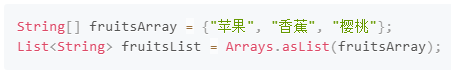 String[] fruitsArray = {"苹果", "香蕉", "樱桃"};
List<String> fruitsList = Arrays.asList(fruitsArray);